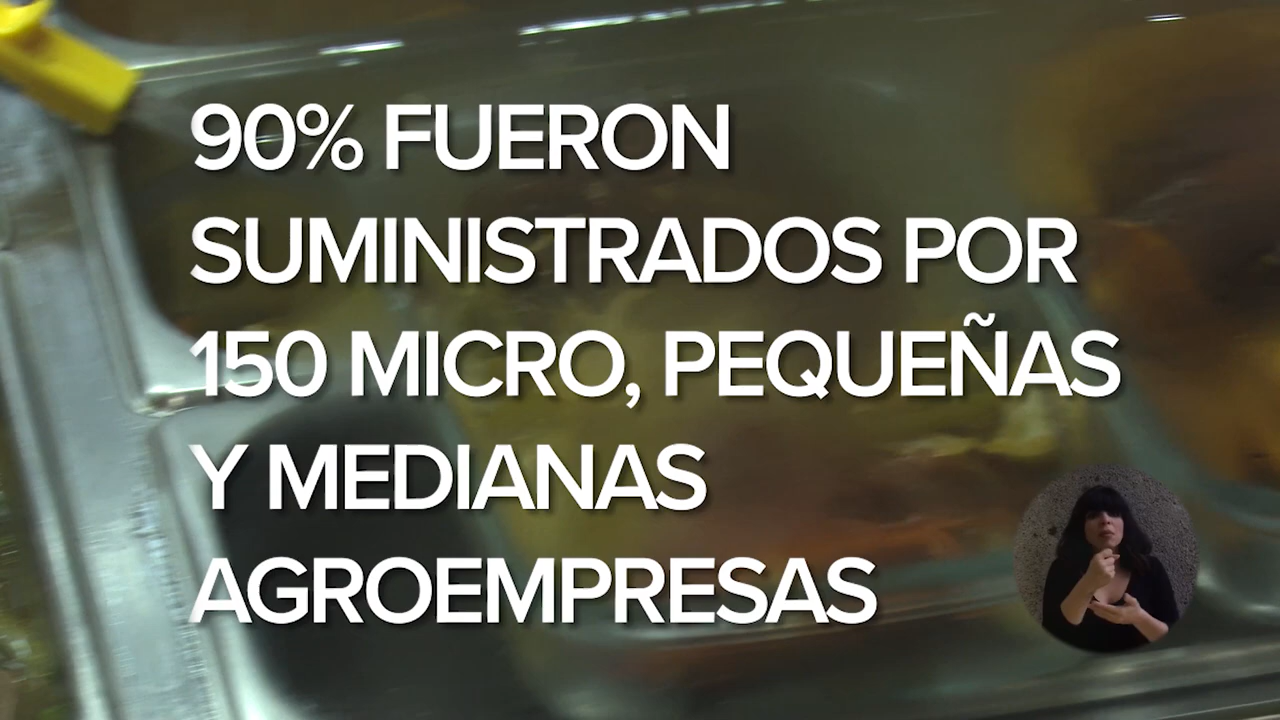 90% FUERON
SUMINISTRADOS POR
150 MICRO, PEQUEÑAS
Y MEDIANAS
AGROEMPRESAS